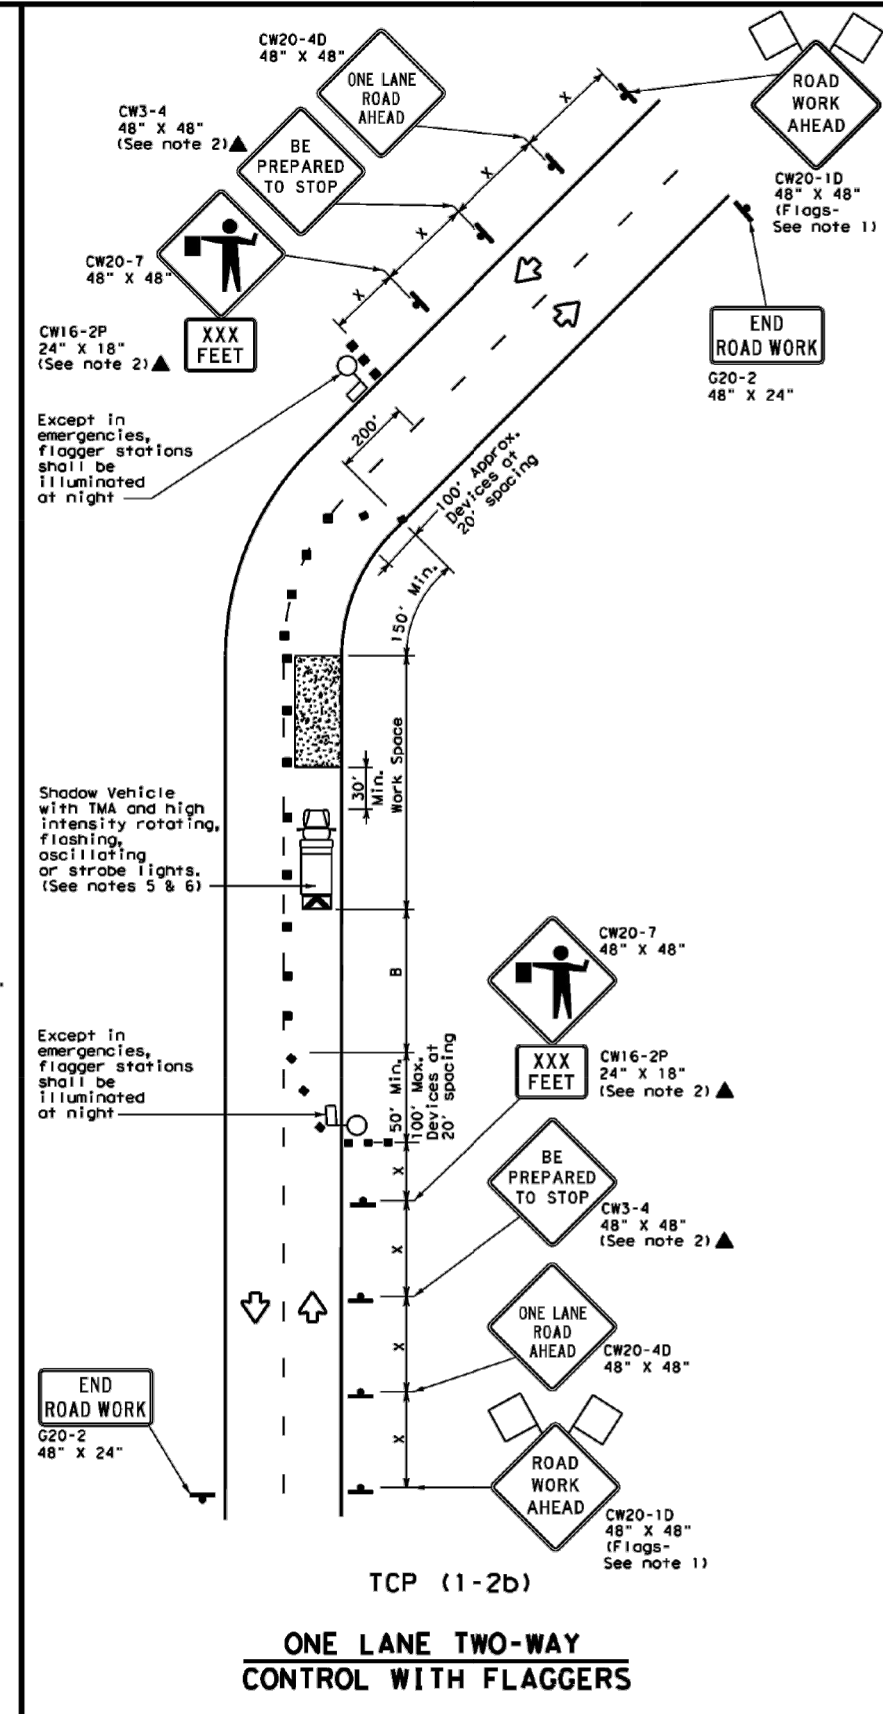 CW20-4D
48" X 48"
ONE LANE
ROAD
AHEAD
CW3-4
48" X 48"
(See note 2)▲
BE
PREPARED
TO STOP
CW20-7
48" X 48"
CW16-2P
24" X 18"
(See note 2)▲
XXX
FEET
ROAD
WORK
AHEAD
CW20-1D
48" X 48"
(Flags-
See note 1)
END
ROAD WORK
G20-2
48" X 24"
X
X
X
X
Except in
emergencies,
flagger stations
shall be
illuminated
at night
200'
100' Approx.
Devices at
20' spacing
150' Min.
Work Space
30'
Min.
Shadow Vehicle
with TMA and high
intensity rotating,
flashing,
oscillating
or strobe lights.
(See notes 5 & 6)
B
50' Min.
100' Max.
Devices at
20' spacing
Except in
emergencies,
flagger stations
shall be
illuminated
at night
CW20-7
48" X 48"
XXX
FEET
CW16-2P
24" X 18"
(See note 2)▲
X
BE
PREPARED
TO STOP
CW3-4
48" X 48"
(See note 2)▲
X
ONE LANE
ROAD
AHEAD
CW20-4D
48" X 48"
X
END
ROAD WORK
G20-2
48" X 24"
X
ROAD
WORK
AHEAD
CW20-1D
48" X 48"
(Flags-
See note 1)
TCP (1-2b)
ONE LANE TWO-WAY
CONTROL WITH FLAGGERS